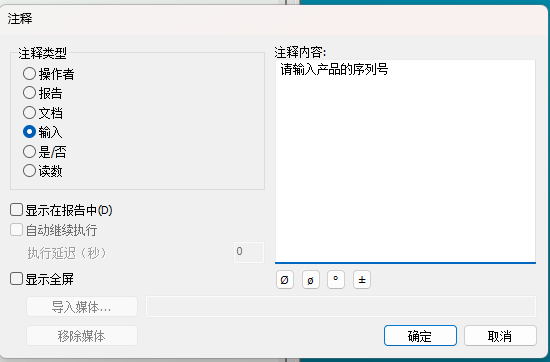 注释
注释类型
操作者
报告
文档
输入
是/否
读数
显示在报告中(D)
自动继续执行
执行延迟（秒）
0
显示全屏
导入媒体...
移除媒体
注释内容:
请输入产品的序列号
Ø
ø
°
±
确定
取消